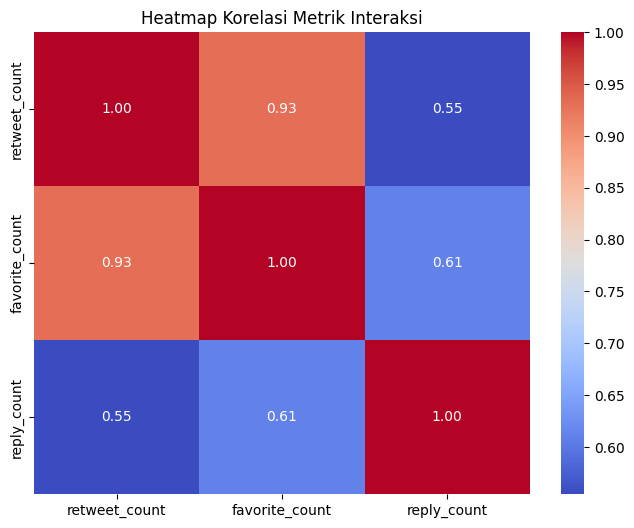 Heatmap Korelasi Metrik Interaksi
retweet_count
1.00
0.93
0.55
favorite_count
0.93
1.00
0.61
reply_count
0.55
0.61
1.00
retweet_count
favorite_count
reply_count
1.00
0.95
0.90
0.85
0.80
0.75
0.70
0.65
0.60